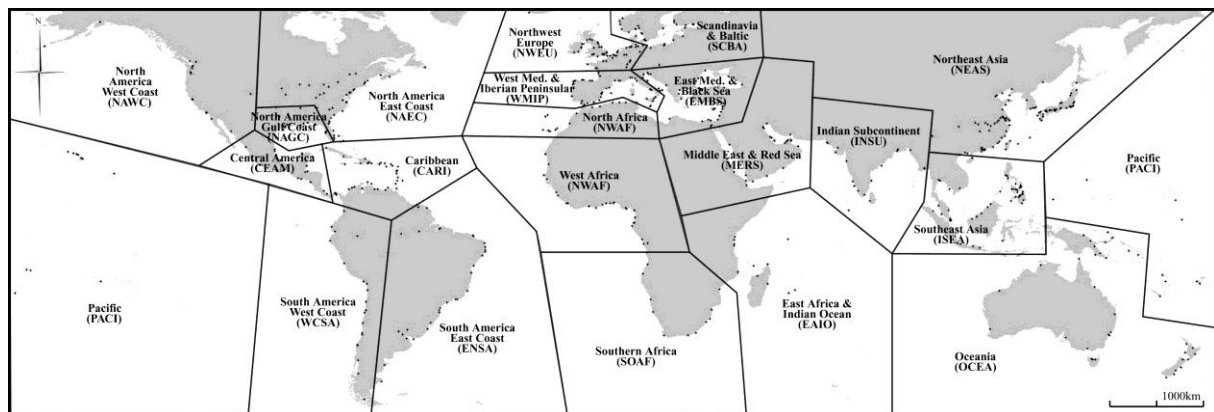 North
America
West Coast
(NAWC)
North America
Gulf Coast
(NAGC)
Central America
(CEAM)
North America
East Coast
(NAEC)
Caribbean
(CARI)
Northwest
Europe
(NWEU)
West Med. &
Iberian Peninsular
(WMIP)
Scandinavia
& Baltic
(SCBA)
East Med. &
Black Sea
(EMBS)
North Africa
(NWAF)
West Africa
(NWAF)
Middle East & Red Sea
(MERS)
Indian Subcontinent
(INSU)
Northeast Asia
(NEAS)
Southeast Asia
(ISEA)
Pacific
(PACI)
Pacific
(PACI)
South America
West Coast
(WCSA)
South America
East Coast
(ENSA)
Southern Africa
(SOAF)
East Africa &
Indian Ocean
(EAIO)
Oceania
(OCEA)
1000km